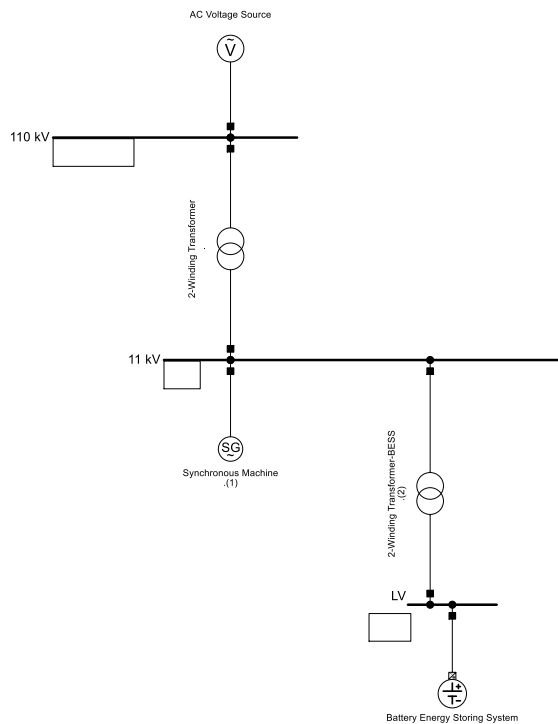 AC Voltage Source
V
110 kV
2-Winding Transformer
.
11 kV
SG
Synchronous Machine
.(1)
2-Winding Transformer-BESS
.(2)
LV
Battery Energy Storing System